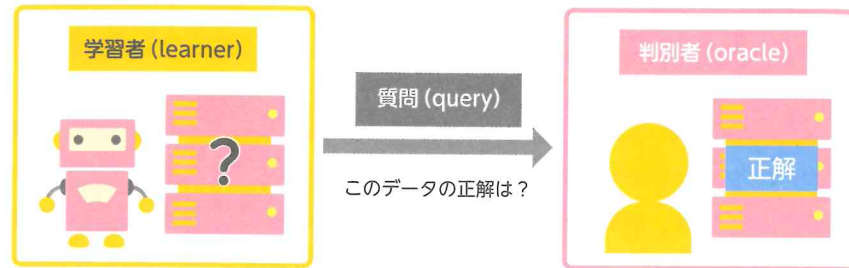 学習者(learner)
?
質問(query)
このデータの正解は？
判別者(oracle)
正解